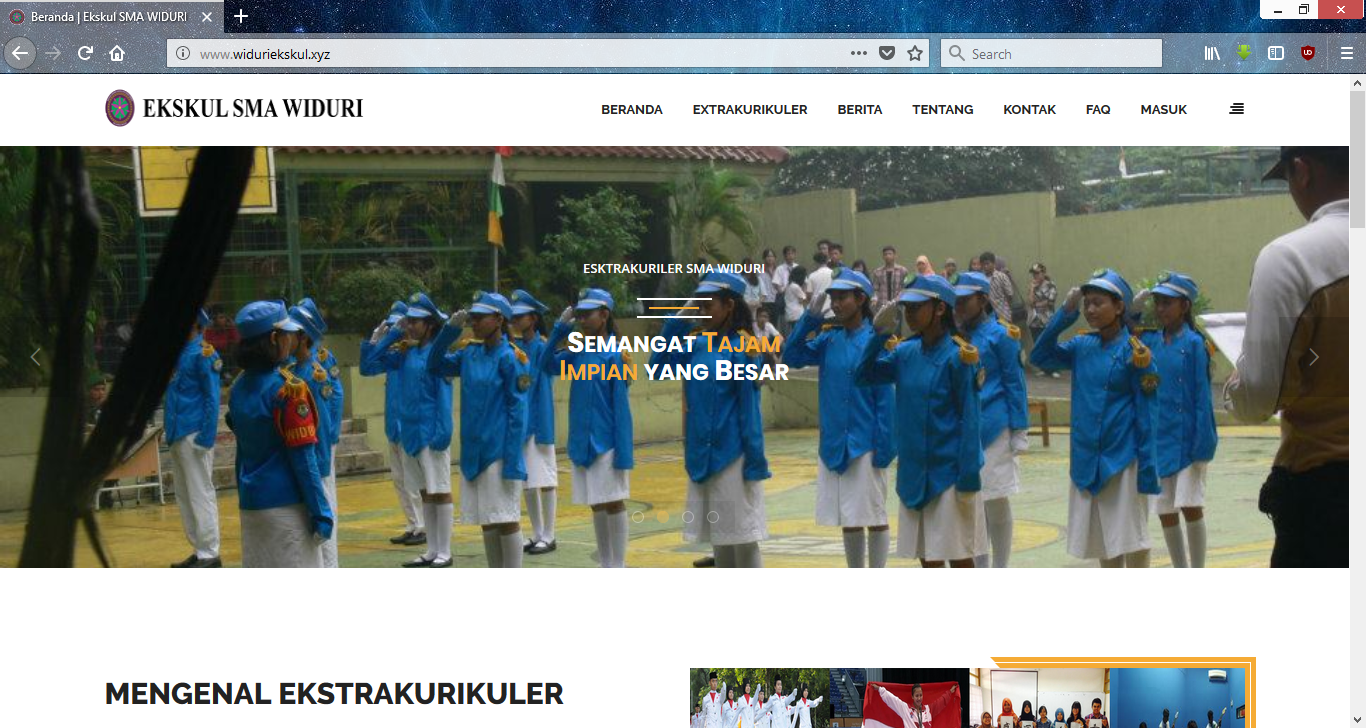 Beranda | Ekskul SMA WIDURI
www.widuriekskul.xyz
Search
EKSKUL SMA WIDURI
BERANDA
EXTRAKURIKULER
BERITA
TENTANG
KONTAK
FAQ
MASUK
ESKTRAKURILER SMA WIDURI
Semangat Tajam
Impian yang Besar
MENGENAL EKSTRAKURIKULER